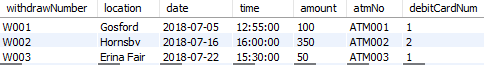 withdrawNumber location date time amount atmNo debitCardNum
W001 Gosford 2018-07-05 12:55:00 100 ATM001 1
W002 Hornsbv 2018-07-16 16:00:00 350 ATM002 2
W003 Erina Fair 2018-07-22 15:30:00 50 ATM003 1